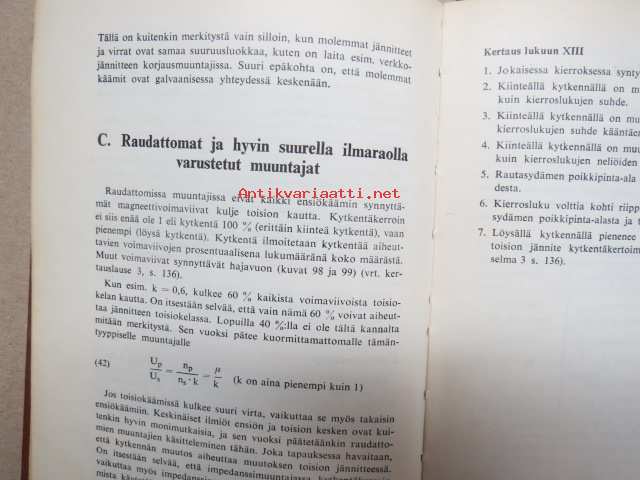 Tällä on kuitenkin merkitystä vain silloin, kun molemmat jännitteet
ja virrat ovat samaa suuruusluokkaa, kuten on laita esim. verkko-
jännitteen korjausmuuntajissa. Suuri epäkohta on, että molemmat
käämit ovat galvaanisessa yhteydessä keskenään.
C. Raudattomat ja hyvin suurella ilmaraolla
varustetut muuntajat
Antikvariaatti.net
Raudattomissa muuntajissa eivät kaikki ensiökäämin synnyttä-
mät magneettivoimaviivat kulje toision kautta. Kytkentäkerroin
ei siis enää ole 1 eli kytkentä 100 % (erittäin kiinteä kytkentä), vaan
pienempi (löysä kytkentä). Kytkentä ilmoitetaan kytkentää aiheut-
tavien voimaviivojen prosentuaalisena lukumääränä koko määrästä.
Muut voimaviivat synnyttävät hajavuon (kuvat 98 ja 99) (vrt. ker-
tauslause 3, s. 136).
Kun esim. k = 0,6, kulkee 60 % kaikista voimaviivoista toisio-
kelan kautta. On itsestään selvää, että vain nämä 60 % voivat aiheut-
taa jännitteen toisiokelassa. Lopuilla 40 %:lla ei ole tältä kannalta
mitään merkitystä. Sen vuoksi pätee kuormittamattomalle tämän-
tyyppiselle muuntajalle
(42) Up/Us = np/(ns · k) = μ/k (k on aina pienempi kuin 1)
Jos toisiokäämissä kulkee suuri virta, vaikuttaa se myös takaisin
ensiökäämiin. Keskinäiset ilmiöt ensiön ja toision kesken ovat kui-
tenkin hyvin monimutkaisia, ja sen vuoksi päätetäänkin raudatto-
mien muuntajien käsitteleminen tähän. Joka tapauksessa havaitaan,
että kytkennän muutos aiheuttaa muutoksen toision jännitteessä.
On itsestään selvää, että impedanssimuuntajassa kytkentäkerroin
vaikuttaa myös
Kertaus lukuun XIII
1. Jokaisessa kierroksessa synty
2. Kiinteällä kytkennällä on mu
kuin kierroslukujen suhde.
3. Kiinteällä kytkennällä on muu
kierroslukujen suhde kääntäen
4. Kiinteällä kytkennällä on muu
kuin kierroslukujen neliöiden
5. Rautasydämen poikkipinta-ala
desta.
6. Kierrosluku volttia kohti riipp
sydämen poikkipinta-alasta ja t
7. Löysällä kytkennällä pienenee
toision jännite kytkentäkertoim
selma 3 s. 136).